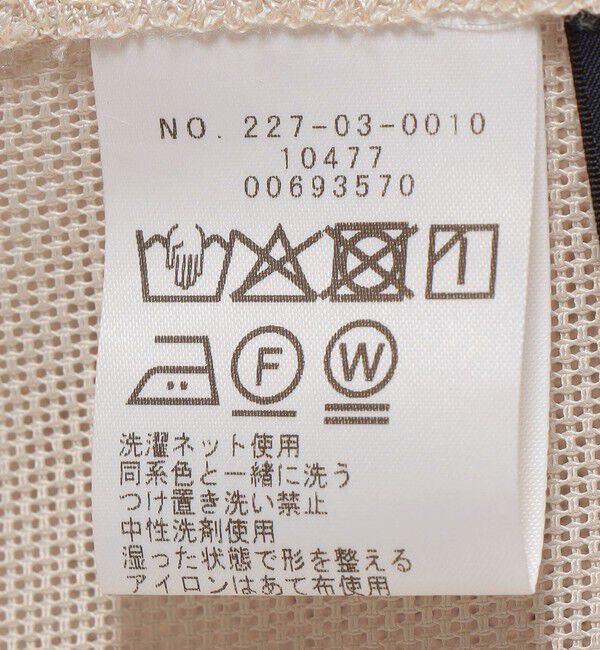 NO. 227-03-0010
10477
00693570
F W
洗濯ネット使用
同系色と一緒に洗う
つけ置き洗い禁止
中性洗剤使用
湿った状態で形を整える
アイロンはあて布使用